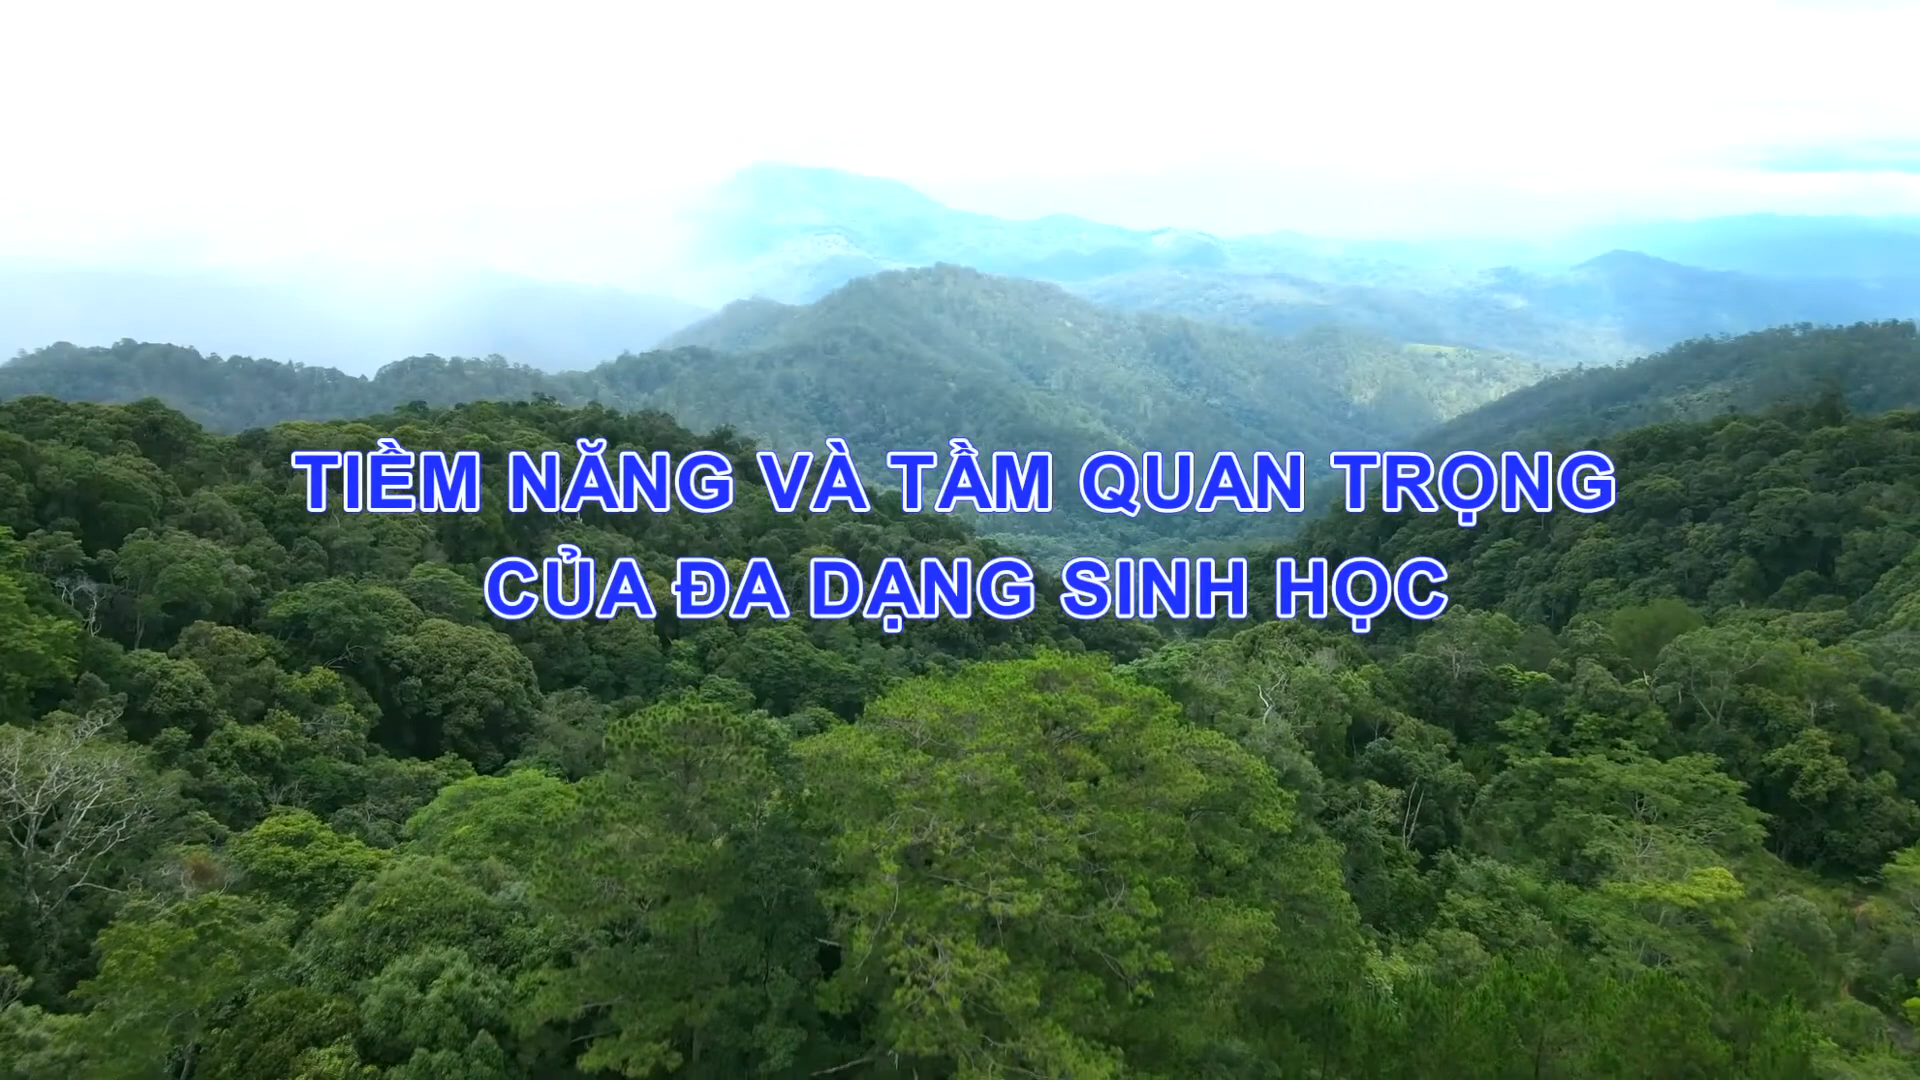 TIỀM NĂNG VÀ TẦM QUAN TRỌNG
CỦA ĐA DẠNG SINH HỌC